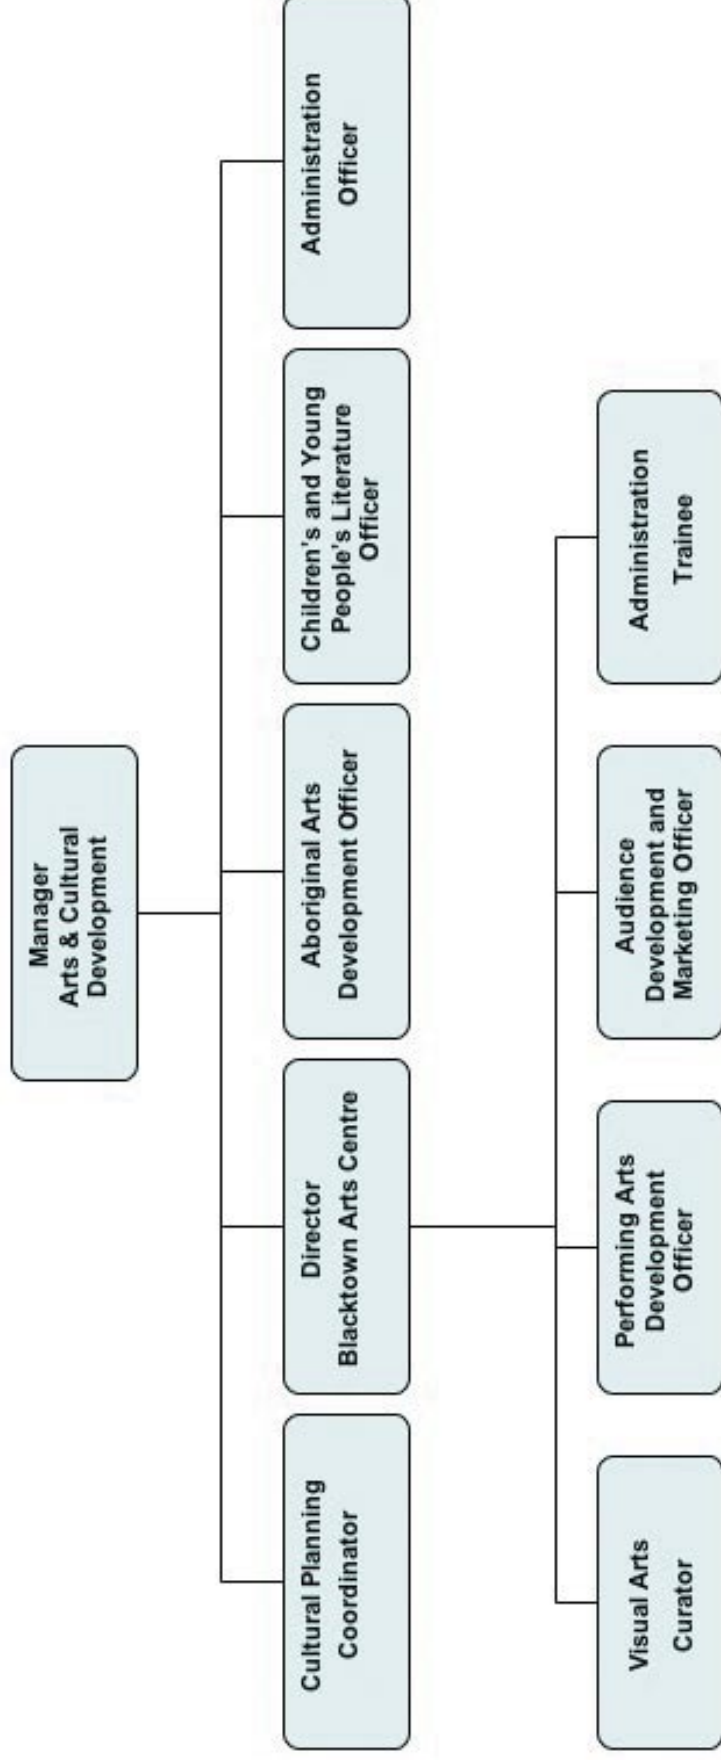 Manager
Arts & Cultural
Development
Cultural Planning
Coordinator
Director
Blacktown Arts Centre
Aboriginal Arts
Development Officer
Children's and Young
People's Literature
Officer
Administration
Officer
Visual Arts
Curator
Performing Arts
Development
Officer
Audience
Development and
Marketing Officer
Administration
Trainee